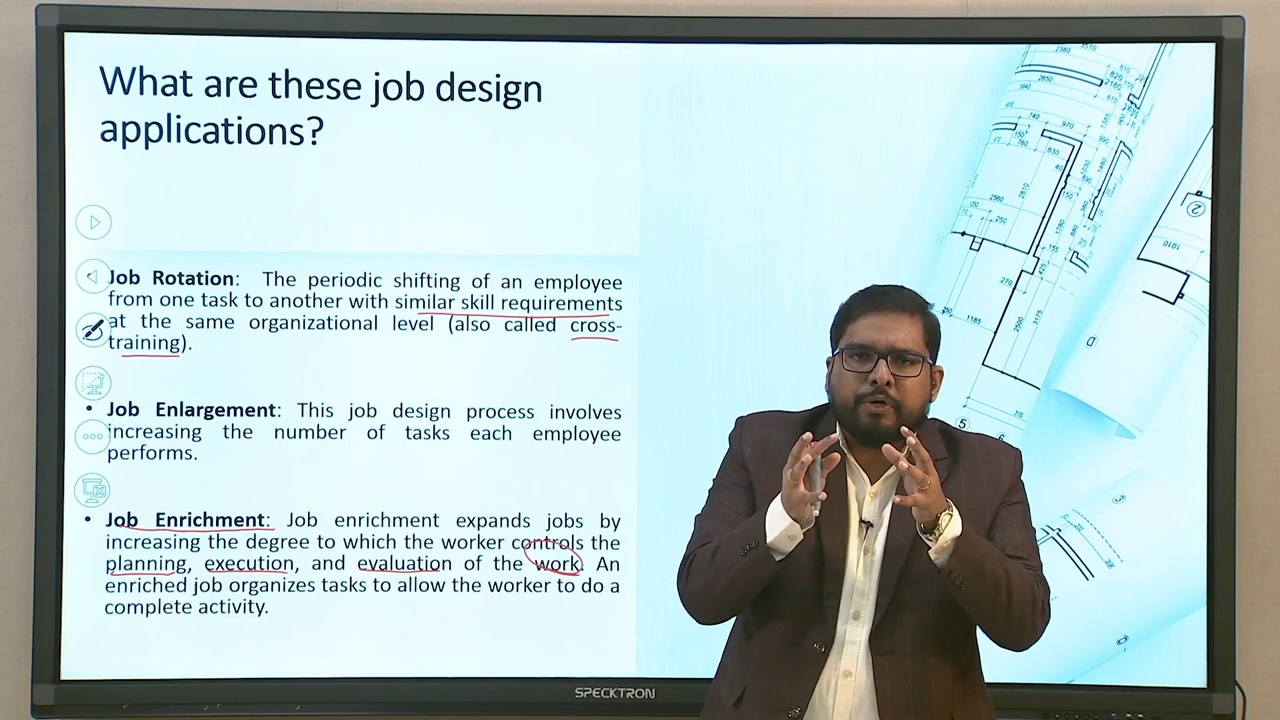 What are these job design
applications?
Job Rotation: The periodic shifting of an employee
from one task to another with similar skill requirements
at the same organizational level (also called cross-
training).
• Job Enlargement: This job design process involves
increasing the number of tasks each employee
performs.
• Job Enrichment: Job enrichment expands jobs by
increasing the degree to which the worker controls the
planning, execution, and evaluation of the work. An
enriched job organizes tasks to allow the worker to do a
complete activity.
SPECKTRON